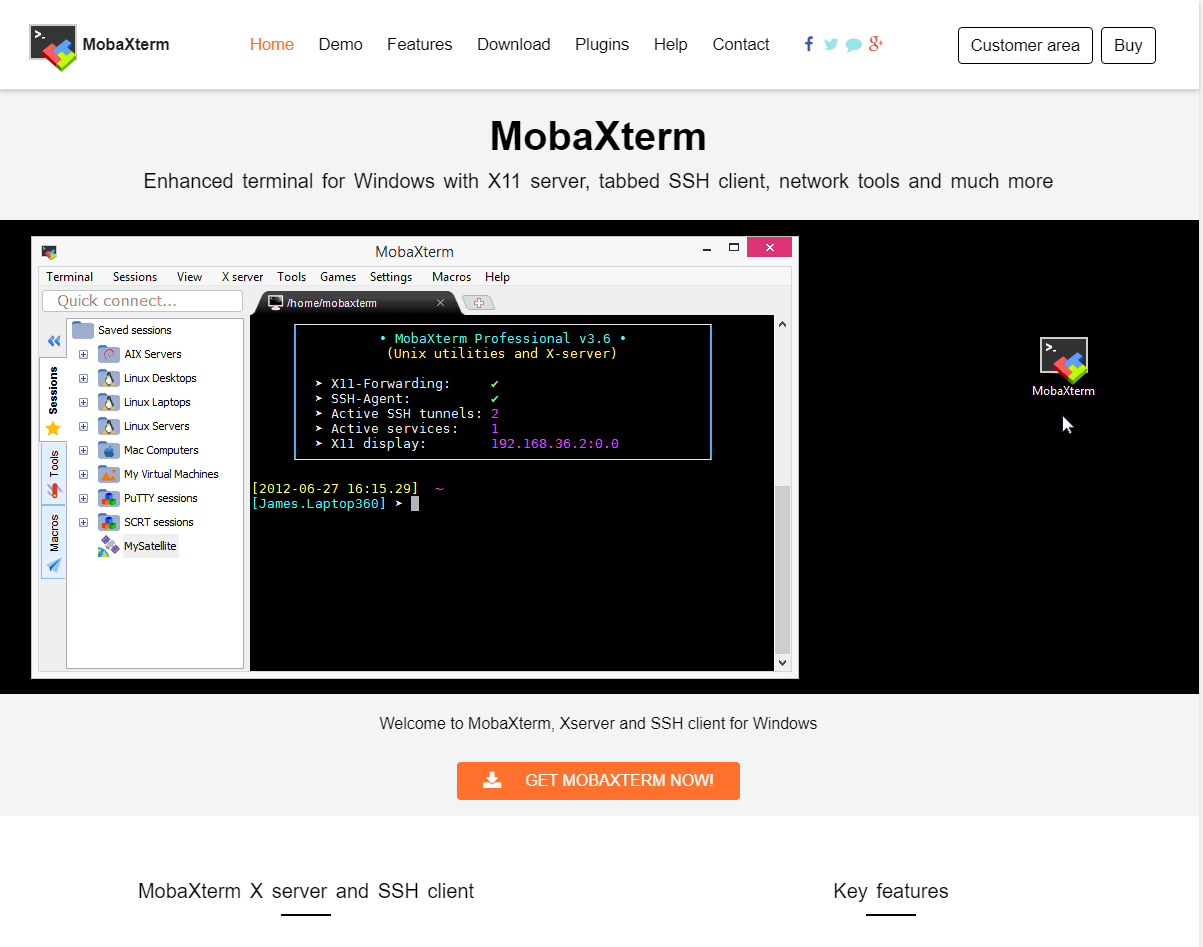 MobaXterm
Home Demo Features Download Plugins Help Contact
Customer area Buy
MobaXterm
Enhanced terminal for Windows with X11 server, tabbed SSH client, network tools and much more
MobaXterm
Terminal Sessions View X server Tools Games Settings Macros Help
Quick connect...
/home/mobaxterm
Sessions
Tools
Macros
Saved sessions
AIX Servers
Linux Desktops
Linux Laptops
Linux Servers
Mac Computers
My Virtual Machines
PuTTY sessions
SCRT sessions
MySatellite
• MobaXterm Professional v3.6 •
(Unix utilities and X-server)
➤ X11-Forwarding: ✔
➤ SSH-Agent: ✔
➤ Active SSH tunnels: 2
➤ Active services: 1
➤ X11 display: 192.168.36.2:0.0
[2012-06-27 16:15.29] ~
[James.Laptop360] ➤
MobaXterm
Welcome to MobaXterm, Xserver and SSH client for Windows
GET MOBAXTERM NOW!
MobaXterm X server and SSH client
Key features